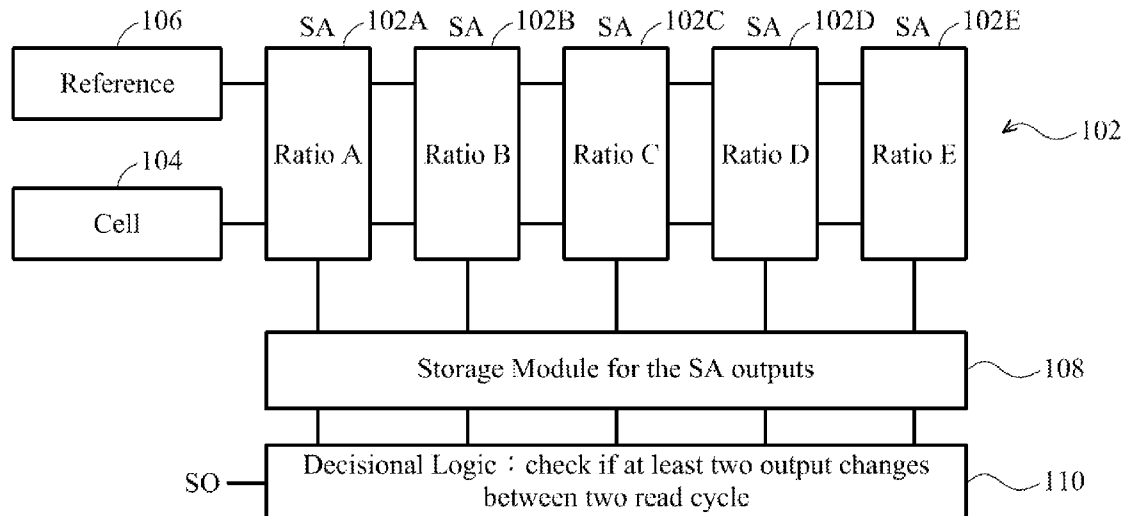 106
SA 102A
SA 102B
SA 102C
SA 102D
SA 102E
Reference
Ratio A
Ratio B
Ratio C
Ratio D
Ratio E
102
104
Cell
Storage Module for the SA outputs
108
Decisional Logic：check if at least two output changes
between two read cycle
SO
110